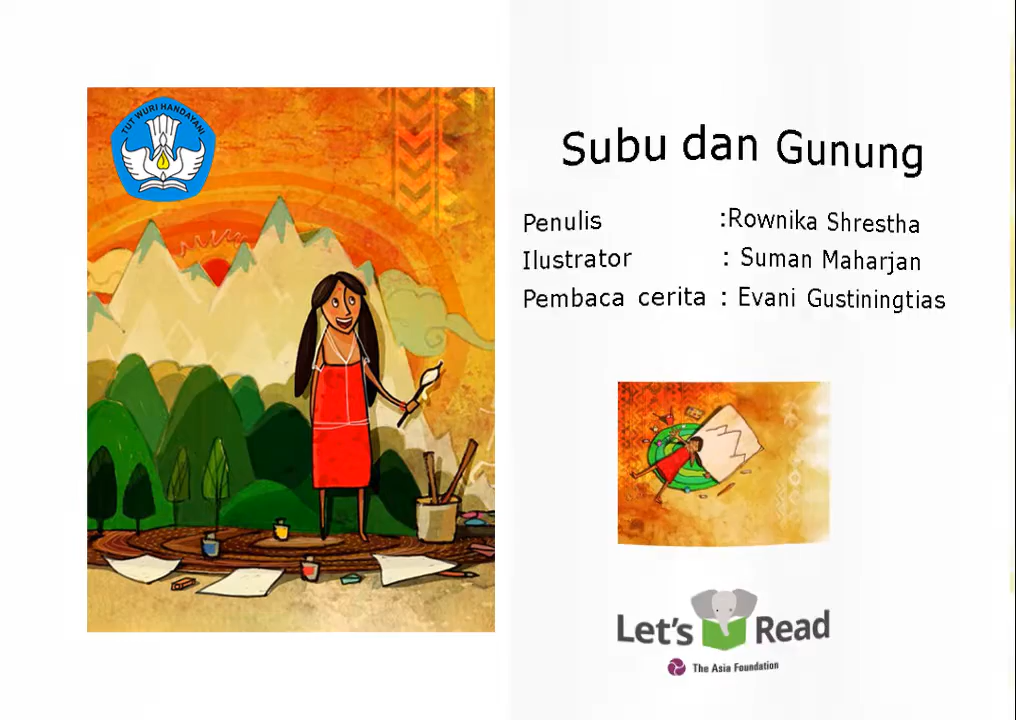 TUT WURI HANDAYANI
Subu dan Gunung
Penulis :Rownika Shrestha
Ilustrator : Suman Maharjan
Pembaca cerita : Evani Gustiningtias
Let's Read
The Asia Foundation